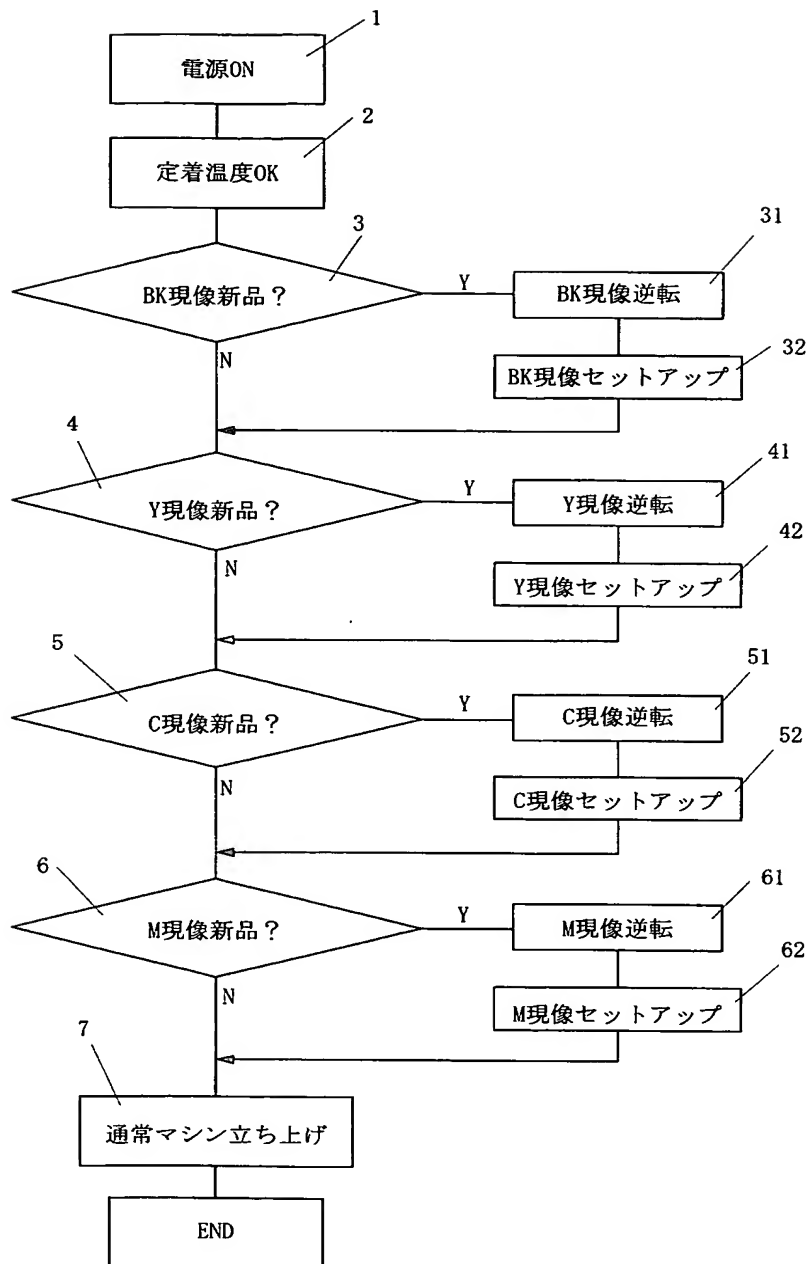 1
電源ON
2
定着温度OK
3
31
BK現像新品？
Y
BK現像逆転
32
N
BK現像セットアップ
4
41
Y現像新品？
Y
Y現像逆転
42
N
Y現像セットアップ
5
51
C現像新品？
Y
C現像逆転
52
N
C現像セットアップ
6
61
M現像新品？
Y
M現像逆転
62
N
M現像セットアップ
7
通常マシン立ち上げ
END